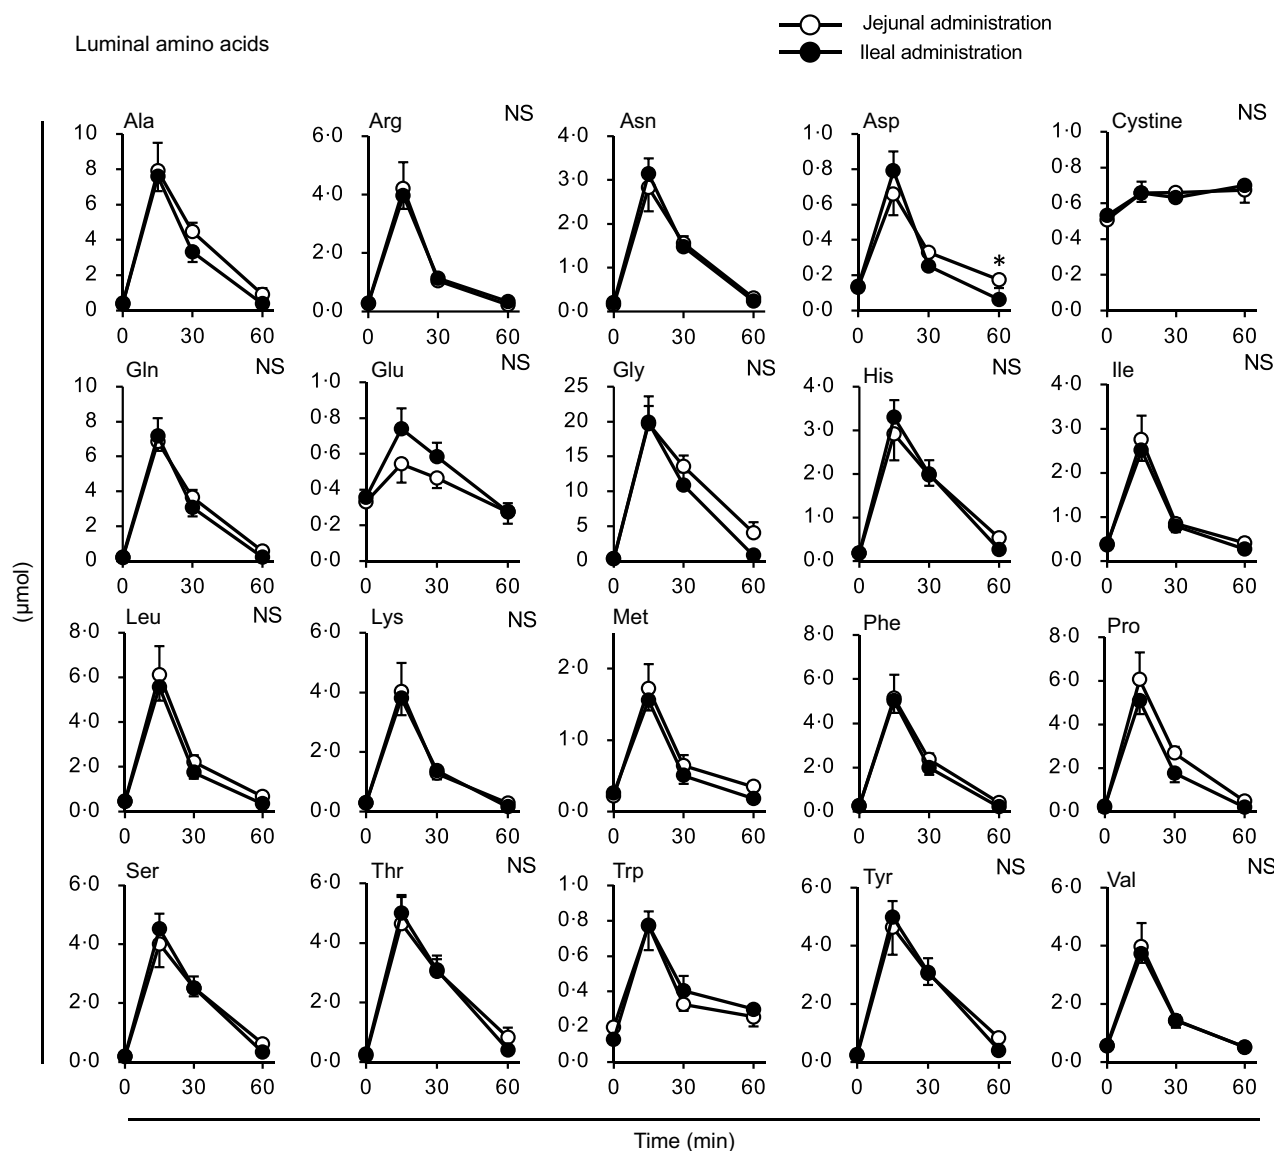 Jejunal administration
Luminal amino acids
Ileal administration
Ala
Arg
NS
Asn
Asp
Cystine
NS
10
8
6
4
2
0
6·0
4·0
2·0
0·0
4·0
3·0
2·0
1·0
0·0
1·0
0·8
0·6
0·4
0·2
0·0
*
1·0
0·8
0·6
0·4
0·2
0·0
0 30 60
0 30 60
0 30 60
0 30 60
0 30 60
Gln
NS
Glu
NS
Gly
NS
His
NS
Ile
NS
10
8
6
4
2
0
1·0
0·8
0·6
0·4
0·2
0·0
25
20
15
10
5
0
4·0
3·0
2·0
1·0
0·0
4·0
3·0
2·0
1·0
0·0
0 30 60
0 30 60
0 30 60
0 30 60
0 30 60
(μmol)
Leu
NS
Lys
NS
Met
Phe
Pro
8·0
6·0
4·0
2·0
0·0
6·0
4·0
2·0
0·0
2·0
1·0
0·0
8·0
6·0
4·0
2·0
0·0
8·0
6·0
4·0
2·0
0·0
0 30 60
0 30 60
0 30 60
0 30 60
0 30 60
Ser
Thr
NS
Trp
Tyr
NS
Val
NS
6·0
4·0
2·0
0·0
6·0
4·0
2·0
0·0
1·0
0·8
0·6
0·4
0·2
0·0
6·0
4·0
2·0
0·0
6·0
4·0
2·0
0·0
0 30 60
0 30 60
0 30 60
0 30 60
0 30 60
Time (min)